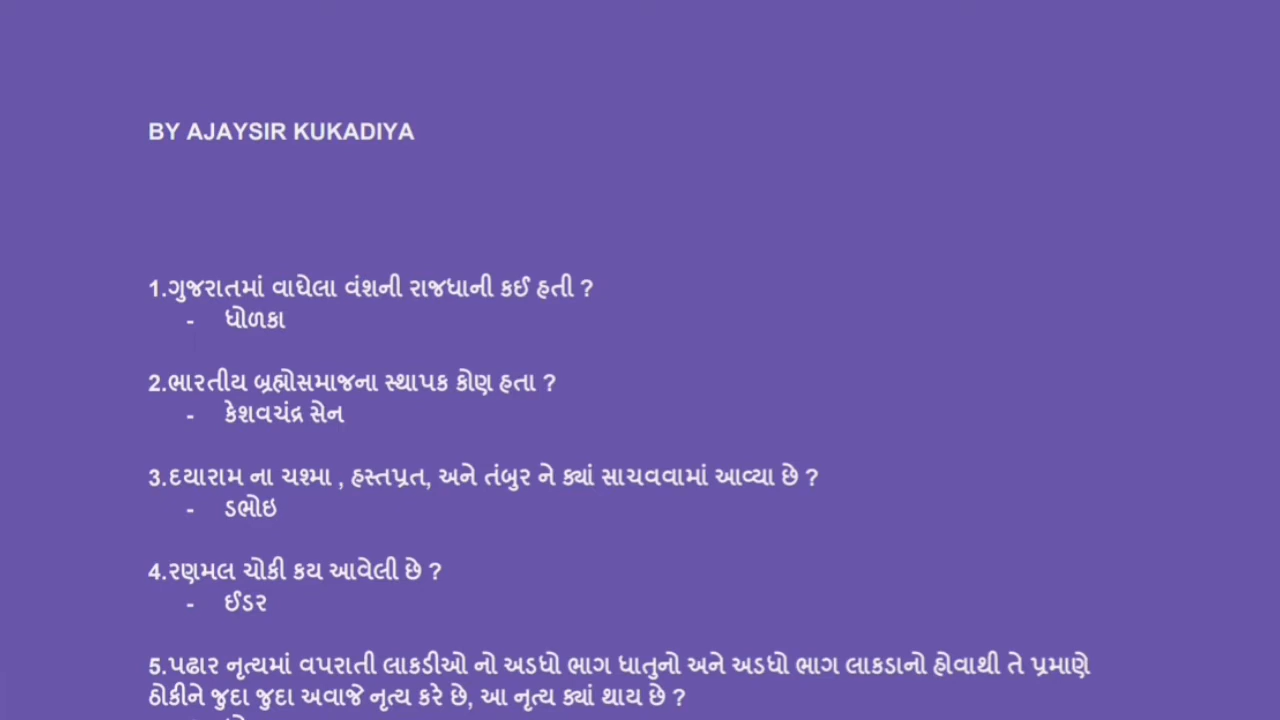 BY AJAYSIR KUKADIYA
1.ગુજરાતમાં વાઘેલા વંશની રાજધાની કઈ હતી ?
- ધોળકા
2.ભારતીય બ્રહ્મોસમાજના સ્થાપક કોણ હતા ?
- કેશવચંદ્ર સેન
3.દયારામ ના ચશ્મા , હસ્તપ્રત, અને તંબુર ને ક્યાં સાચવવામાં આવ્યા છે ?
- ડભોઇ
4.રણમલ ચોકી કય આવેલી છે ?
- ઈડર
5.પઢાર નૃત્યમાં વપરાતી લાકડીઓ નો અડધો ભાગ ધાતુનો અને અડધો ભાગ લાકડાનો હોવાથી તે પ્રમાણે
ઠોકીને જુદા જુદા અવાજે નૃત્ય કરે છે, આ નૃત્ય ક્યાં થાય છે ?